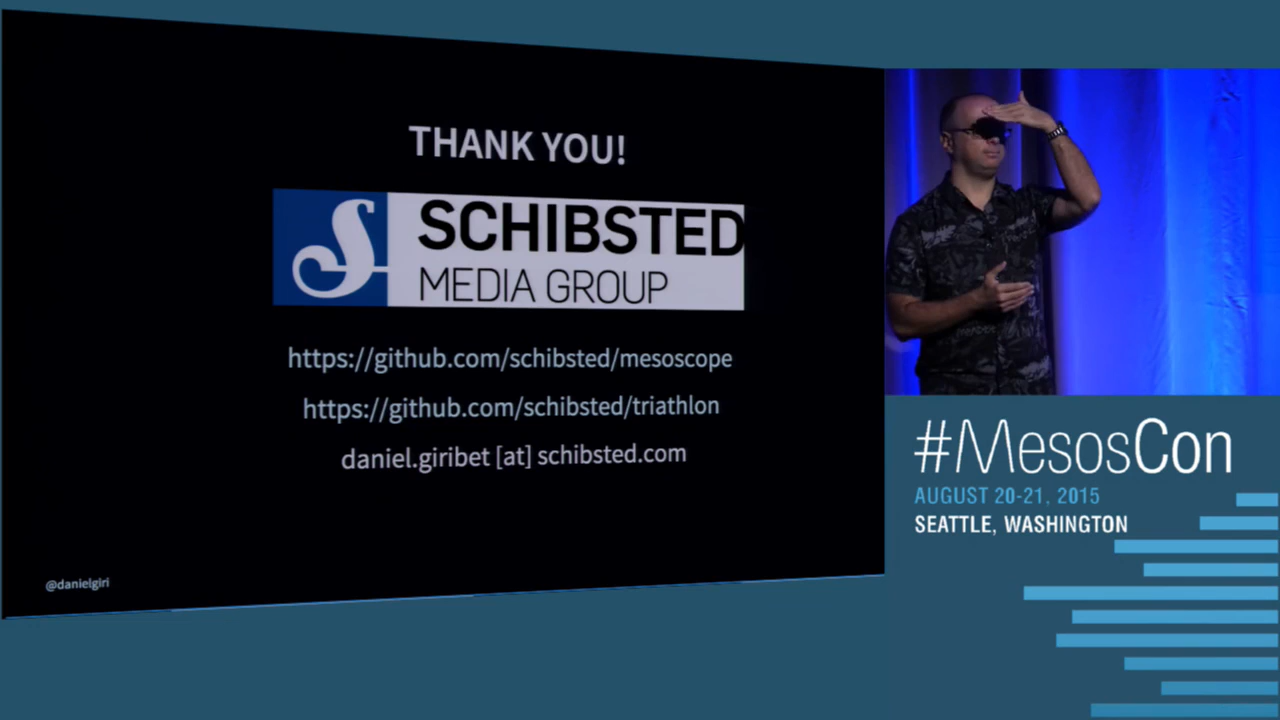 THANK YOU!
SCHIBSTED
MEDIA GROUP
https://github.com/schibsted/mesoscope
https://github.com/schibsted/triathlon
daniel.giribet [at] schibsted.com
@danielgiri
#MesosCon
AUGUST 20-21, 2015
SEATTLE, WASHINGTON